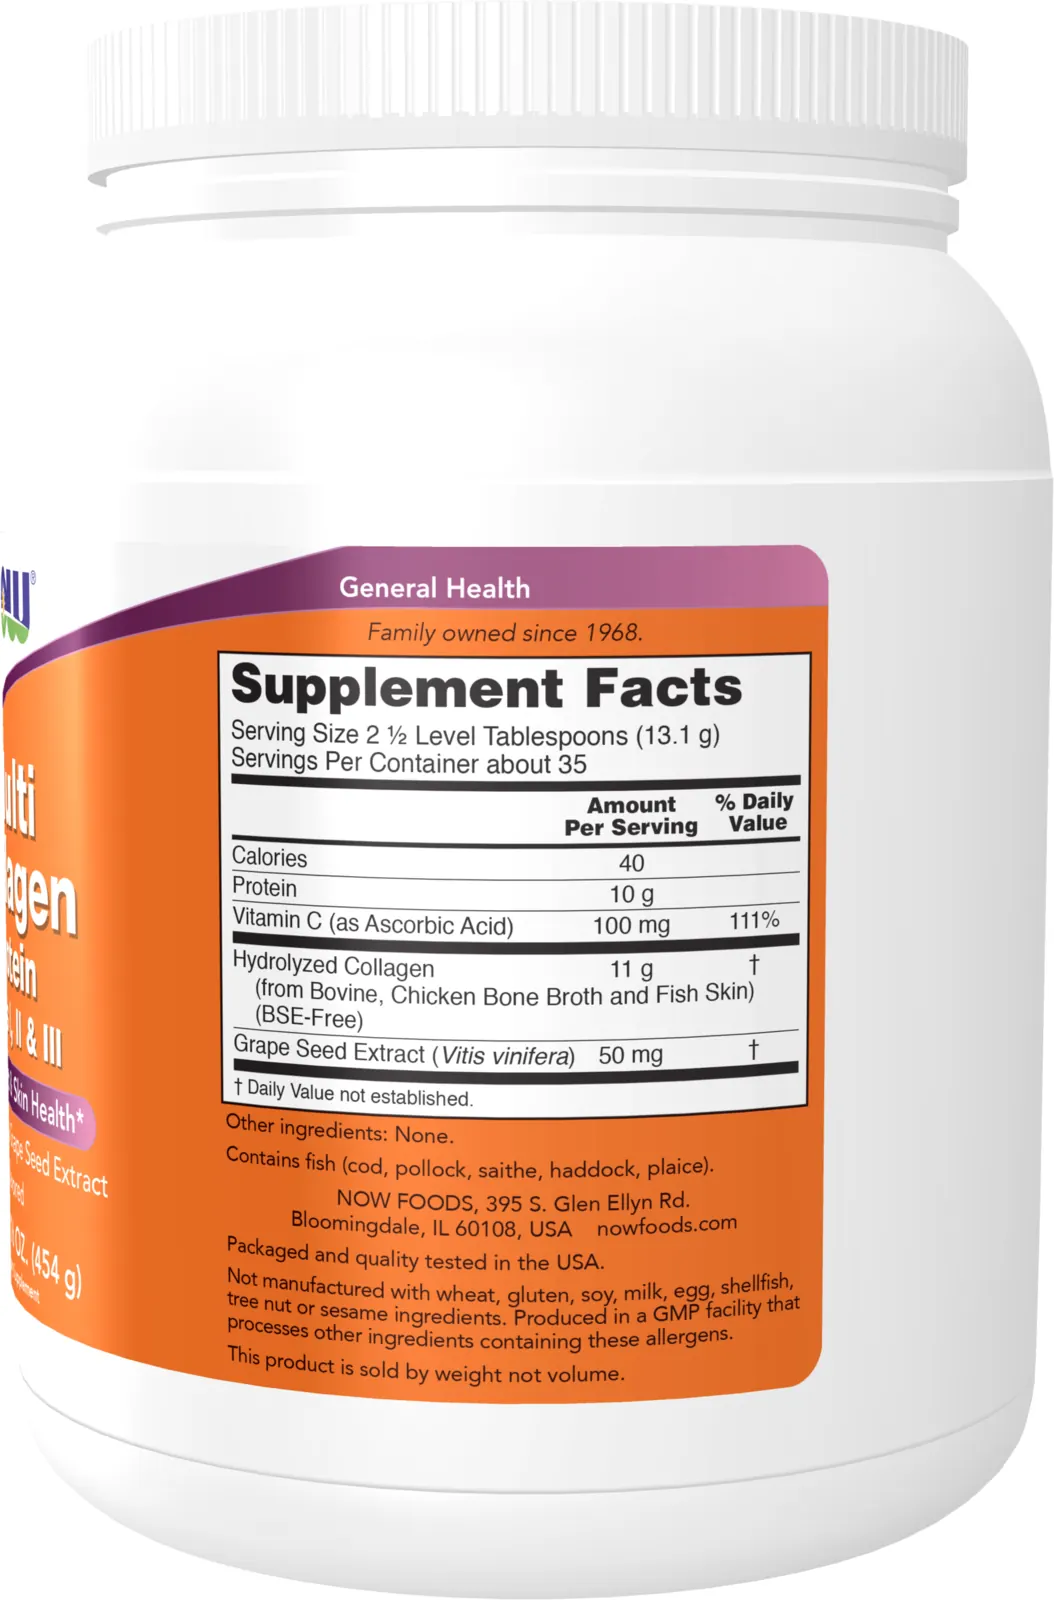 General Health
Family owned since 1968.
Supplement Facts
Serving Size 2 ½ Level Tablespoons (13.1 g)
Servings Per Container about 35
Amount Per Serving % Daily Value
Calories 40
Protein 10 g
Vitamin C (as Ascorbic Acid) 100 mg 111%
Hydrolyzed Collagen 11 g †
(from Bovine, Chicken Bone Broth and Fish Skin)
(BSE-Free)
Grape Seed Extract (Vitis vinifera) 50 mg †
† Daily Value not established.
Other ingredients: None.
Contains fish (cod, pollock, saithe, haddock, plaice).
NOW FOODS, 395 S. Glen Ellyn Rd.
Bloomingdale, IL 60108, USA nowfoods.com
Packaged and quality tested in the USA.
Not manufactured with wheat, gluten, soy, milk, egg, shellfish,
tree nut or sesame ingredients. Produced in a GMP facility that
processes other ingredients containing these allergens.
This product is sold by weight not volume.
II & III
Skin Health*
Seed Extract
OZ. (454 g)